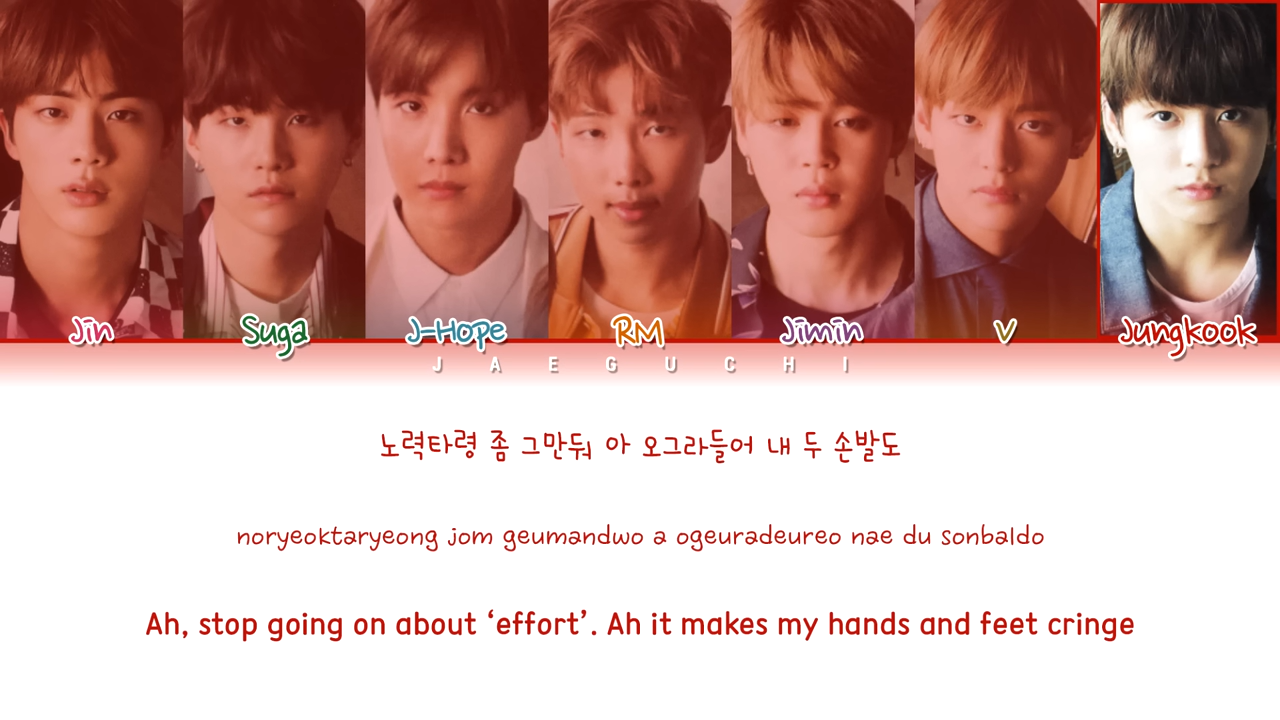 Jin Suga J-Hope RM Jimin V Jungkook
JAEGUCHI
노력타령 좀 그만둬 아 오그라들어 내 두 손발도
noryeoktaryeong jom geumandwo a ogeuradeureo nae du sonbaldo
Ah, stop going on about ‘effort’. Ah it makes my hands and feet cringe